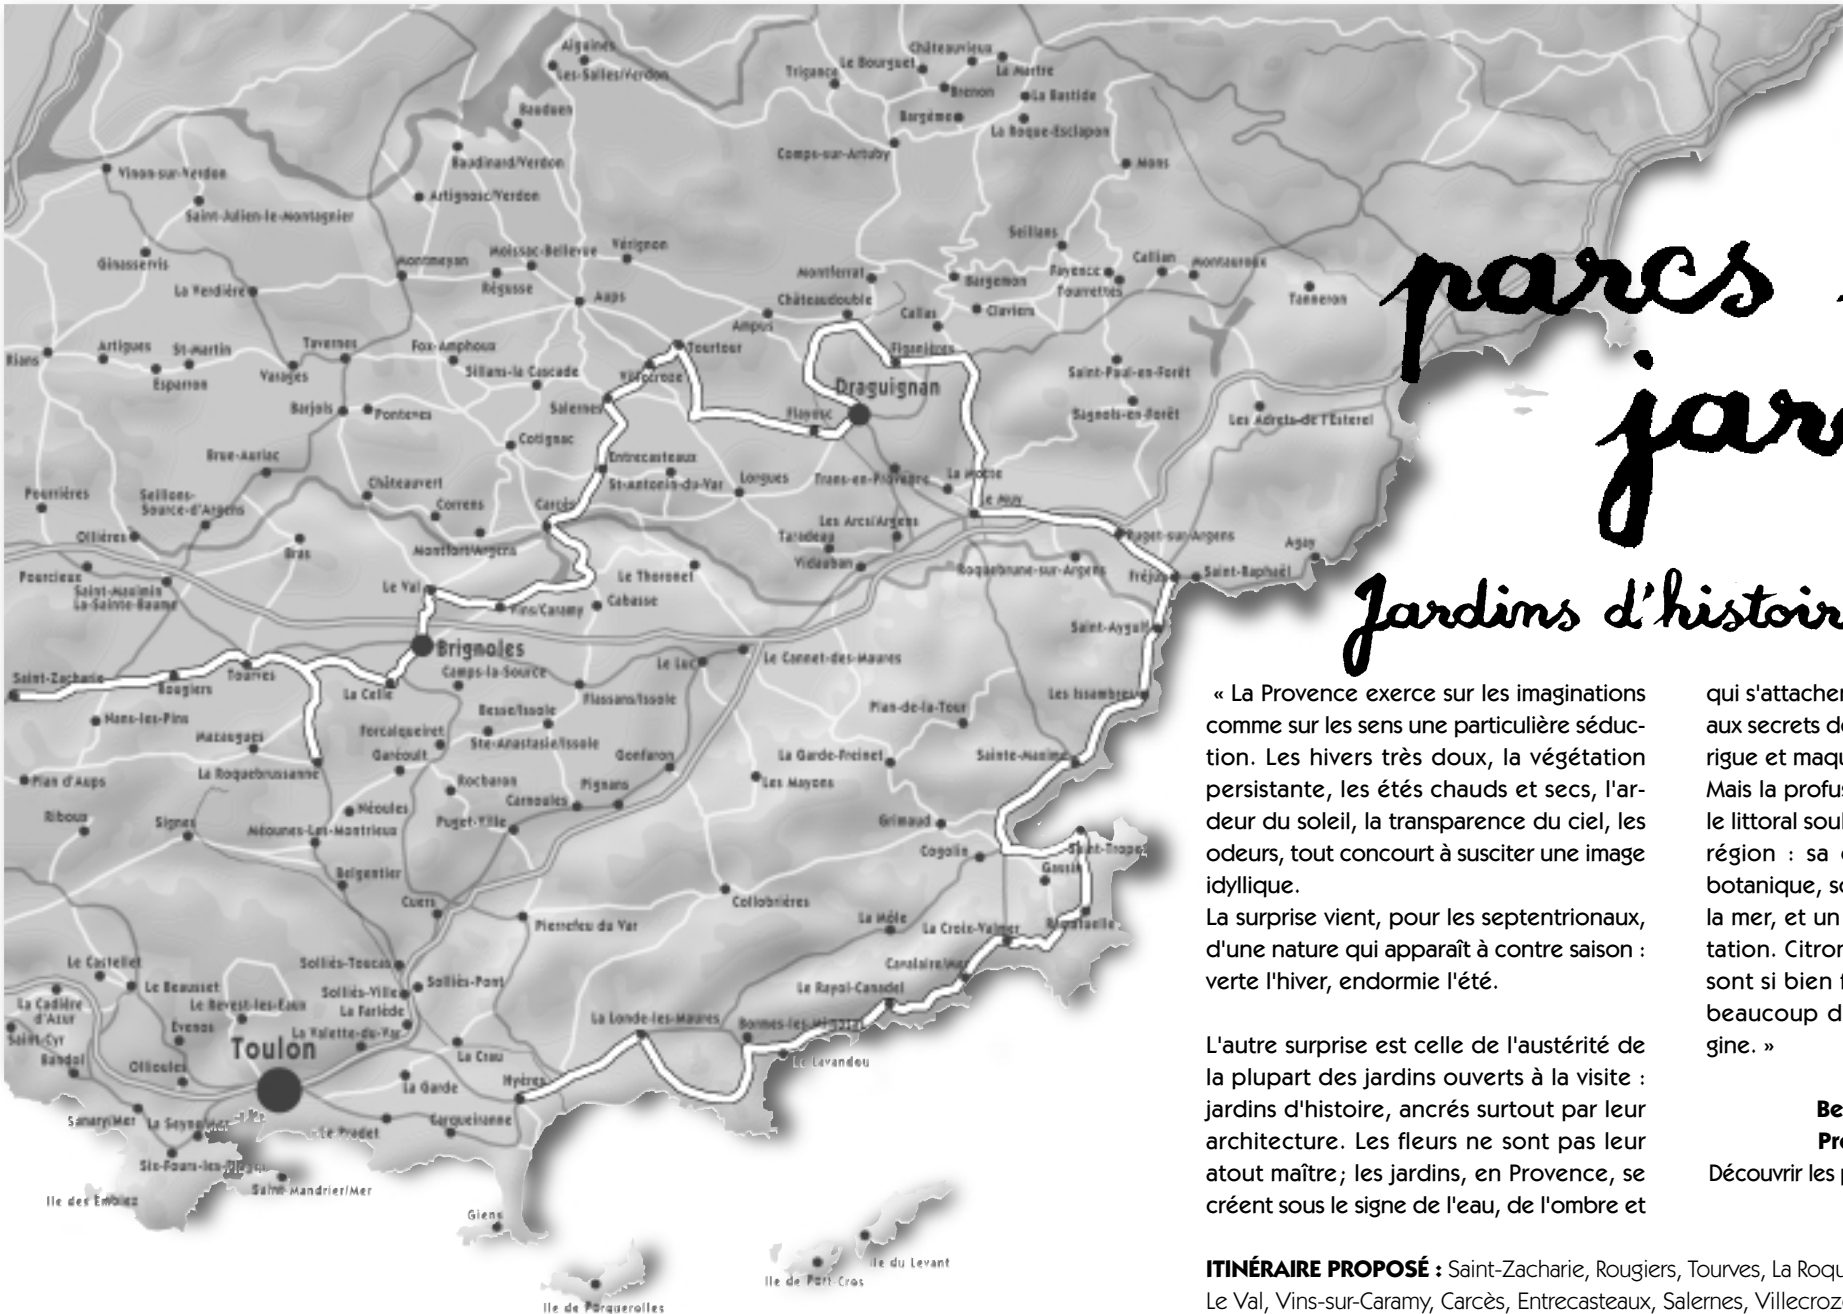 Aiguines
Les-Salles/Verdon
Bauduen
Baudinard/Verdon
Artignosc/Verdon
Vinon-sur-Verdon
Saint-Julien-le-Montagnier
Ginasservis
La Verdière
Montmeyan
Moissac-Bellevue
Régusse
Vérignon
Aups
Trigance
Le Bourguet
Châteauvieux
La Martre
Brenon
La Bastide
Bargème
La Roque-Esclapon
Comps-sur-Artuby
Mons
Seillans
Fayence
Tourrettes
Callian
Montauroux
Tanneron
Montferrat
Châteaudouble
Ampus
Bargemon
Claviers
Callas
Figanières
Draguignan
Flayosc
Tourtour
Villecroze
Salernes
Rians
Artigues
St-Martin
Esparron
Varages
Tavernes
Fox-Amphoux
Sillans-la Cascade
Barjols
Ponteves
Cotignac
Brue-Auriac
Entrecasteaux
St-Antonin-du-Var
Lorgues
Trans-en-Provence
La Motte
Le Muy
Saint-Paul-en-Forêt
Bagnols-en-Forêt
Les Adrets-de l'Esterel
Pourrières
Seillons-
Source-d'Argens
Ollières
Bras
Châteauvert
Correns
Montfort/Argens
Carcès
Les Arcs/Argens
Taradeau
Vidauban
Puget-sur-Argens
Roquebrune-sur-Argens
Fréjus
Saint-Raphaël
Agay
Pourcieux
Saint-Maximin
La-Sainte-Baume
Le Val
Vins/Caramy
Le Thoronet
Cabasse
Brignoles
Camps-la-Source
Saint-Aygulf
Les Issambres
Saint-Zacharie
Rougiers
Tourves
La Celle
Nans-les-Pins
Mazaugues
La Roquebrussanne
Plan d'Aups
Riboux
Signes
Néoules
Méounes-Les-Montrieux
Forcalqueiret
Garéoult
Rocbaron
Besse/Issole
Ste-Anastasie/Issole
Flassans/Issole
Le Luc
Le Cannet-des-Maures
Gonfaron
Pignans
Carnoules
Puget-Ville
Les Mayons
La Garde-Freinet
Plan-de-la-Tour
Sainte-Maxime
Grimaud
Cogolin
Gassin
Saint-Tropez
Ramatuelle
La Croix-Valmer
La Môle
Cavalaire/Mer
Le Rayol-Canadel
Collobrières
Belgentier
Cuers
Pierrefeu du Var
Solliès-Toucas
Solliès-Pont
Solliès-Ville
La Farlède
Le Castellet
Le Beausset
La Cadière
d'Azur
Saint-Cyr
Bandol
Evenos
Le Revest-les-Eaux
La Valette-du-Var
Toulon
Ollioules
La Crau
La Garde
Le Pradet
Carqueiranne
Hyères
La Londe-les-Maures
Bormes-les-Mimosas
Le Lavandou
Sanary/Mer
La Seyne/Mer
Six-Fours-les-Plages
Saint-Mandrier/Mer
Ile des Embiez
Giens
Ile de Porquerolles
Ile de Port-Cros
Ile du Levant
parcs
jar
Jardins d'histoir
« La Provence exerce sur les imaginations
comme sur les sens une particulière séduc-
tion. Les hivers très doux, la végétation
persistante, les étés chauds et secs, l'ar-
deur du soleil, la transparence du ciel, les
odeurs, tout concourt à susciter une image
idyllique.
La surprise vient, pour les septentrionaux,
d'une nature qui apparaît à contre saison :
verte l'hiver, endormie l'été.
L'autre surprise est celle de l'austérité de
la plupart des jardins ouverts à la visite :
jardins d'histoire, ancrés surtout par leur
architecture. Les fleurs ne sont pas leur
atout maître; les jardins, en Provence, se
créent sous le signe de l'eau, de l'ombre et
qui s'attachen
aux secrets de
rigue et maqu
Mais la profus
le littoral soul
région : sa
botanique, so
la mer, et un
tation. Citron
sont si bien f
beaucoup d
gine. »
Be
Pro
Découvrir les p
ITINÉRAIRE PROPOSÉ : Saint-Zacharie, Rougiers, Tourves, La Roqu
Le Val, Vins-sur-Caramy, Carcès, Entrecasteaux, Salernes, Villecroz